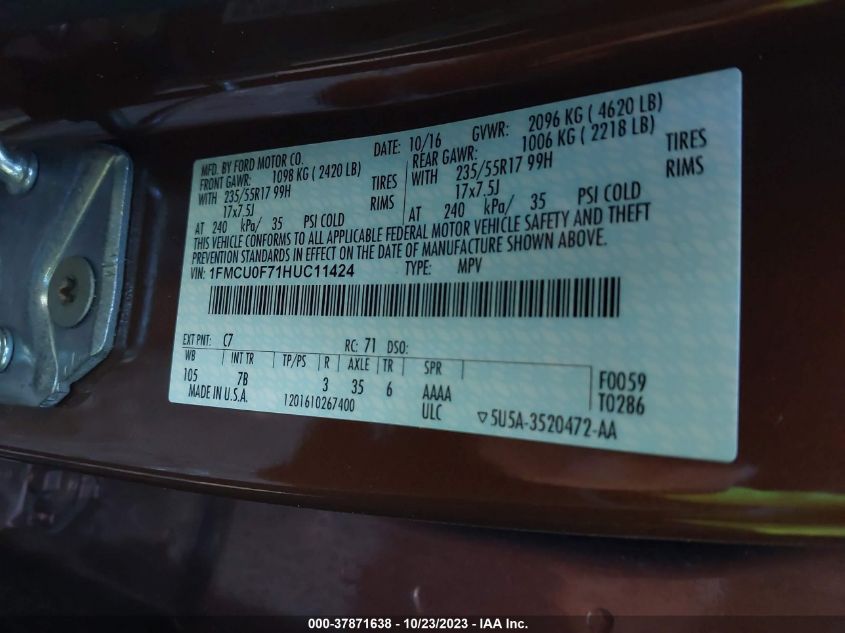 MFD. BY FORD MOTOR CO. DATE: 10/16 GVWR: 2096 KG ( 4620 LB)
FRONT GAWR: 1098 KG ( 2420 LB) REAR GAWR: 1006 KG ( 2218 LB)
WITH 235/55R17 99H TIRES WITH 235/55R17 99H TIRES
17x7.5J RIMS 17x7.5J RIMS
AT 240 kPa/ 35 PSI COLD AT 240 kPa/ 35 PSI COLD
THIS VEHICLE CONFORMS TO ALL APPLICABLE FEDERAL MOTOR VEHICLE SAFETY AND THEFT
PREVENTION STANDARDS IN EFFECT ON THE DATE OF MANUFACTURE SHOWN ABOVE.
VIN: 1FMCU0F71HUC11424 TYPE: MPV
EXT PNT: C7 RC: 71 DSO:
WB INT TR TP/PS R AXLE TR SPR
105 7B 3 35 6 AAAA F0059
MADE IN U.S.A. 1201610267400 ULC T0286
▽5U5A-3520472-AA
000-37871638 - 10/23/2023 - IAA Inc.